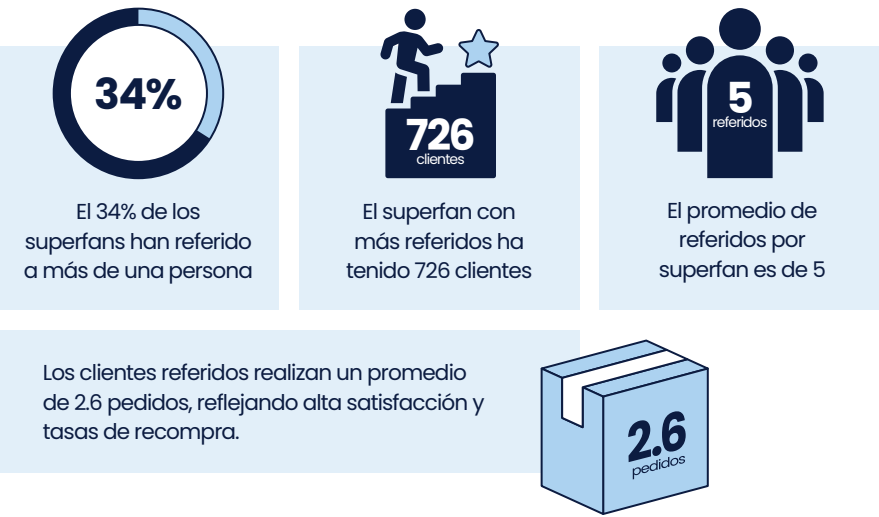 34%
El 34% de los
superfans han referido
a más de una persona
726
clientes
El superfan con
más referidos ha
tenido 726 clientes
5
referidos
El promedio de
referidos por
superfan es de 5
Los clientes referidos realizan un promedio
de 2.6 pedidos, reflejando alta satisfacción y
tasas de recompra.
2.6
pedidos